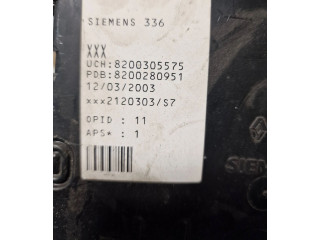 SIEMENS 336
XXX
UCH:8200305575
PDB:8200280951
12/03/2003
xxx2120303/S7
OPID : 11
APS* : 1